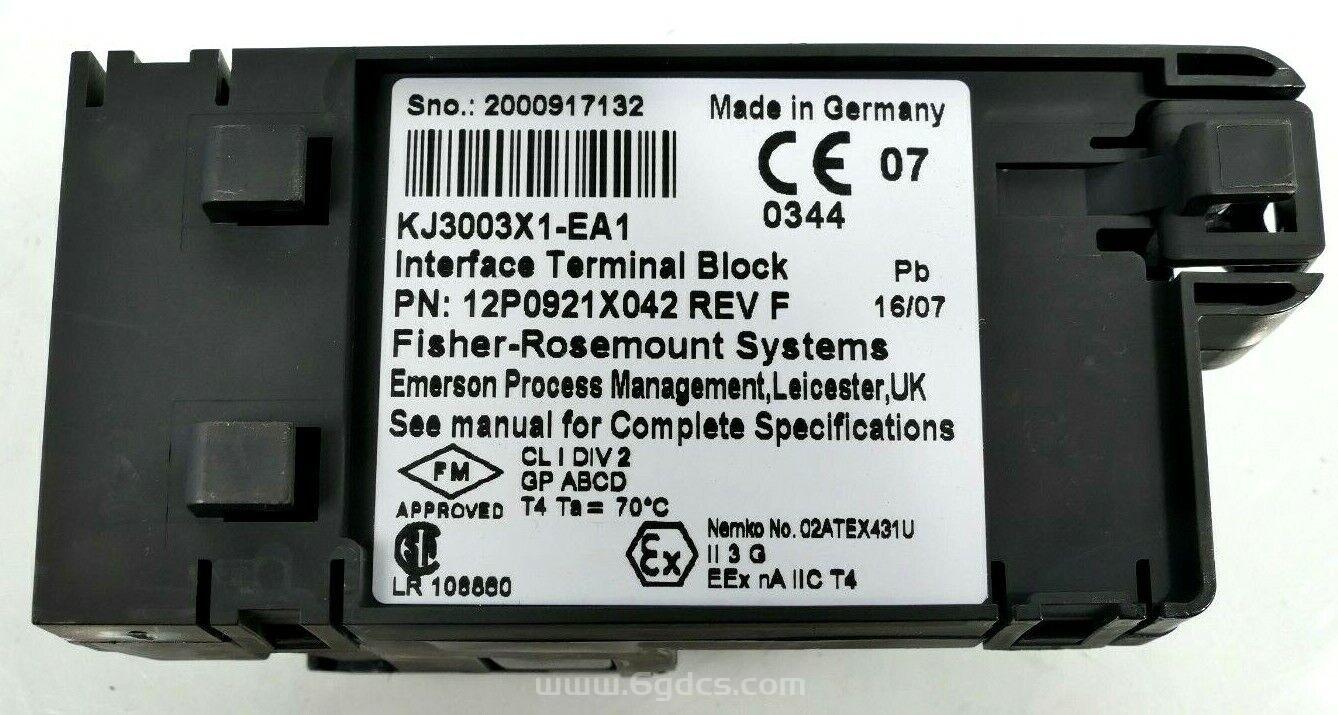 Sno.: 2000917132
Made in Germany
CE 07
0344
KJ3003X1-EA1
Interface Terminal Block
Pb
PN: 12P0921X042 REV F
16/07
Fisher-Rosemount Systems
Emerson Process Management,Leicester,UK
See manual for Complete Specifications
FM
APPROVED
CL I DIV 2
GP ABCD
T4 Ta = 70°C
LR 108860
Ex
Nemko No. 02ATEX431U
II 3 G
EEx nA IIC T4
www.6gdcs.com